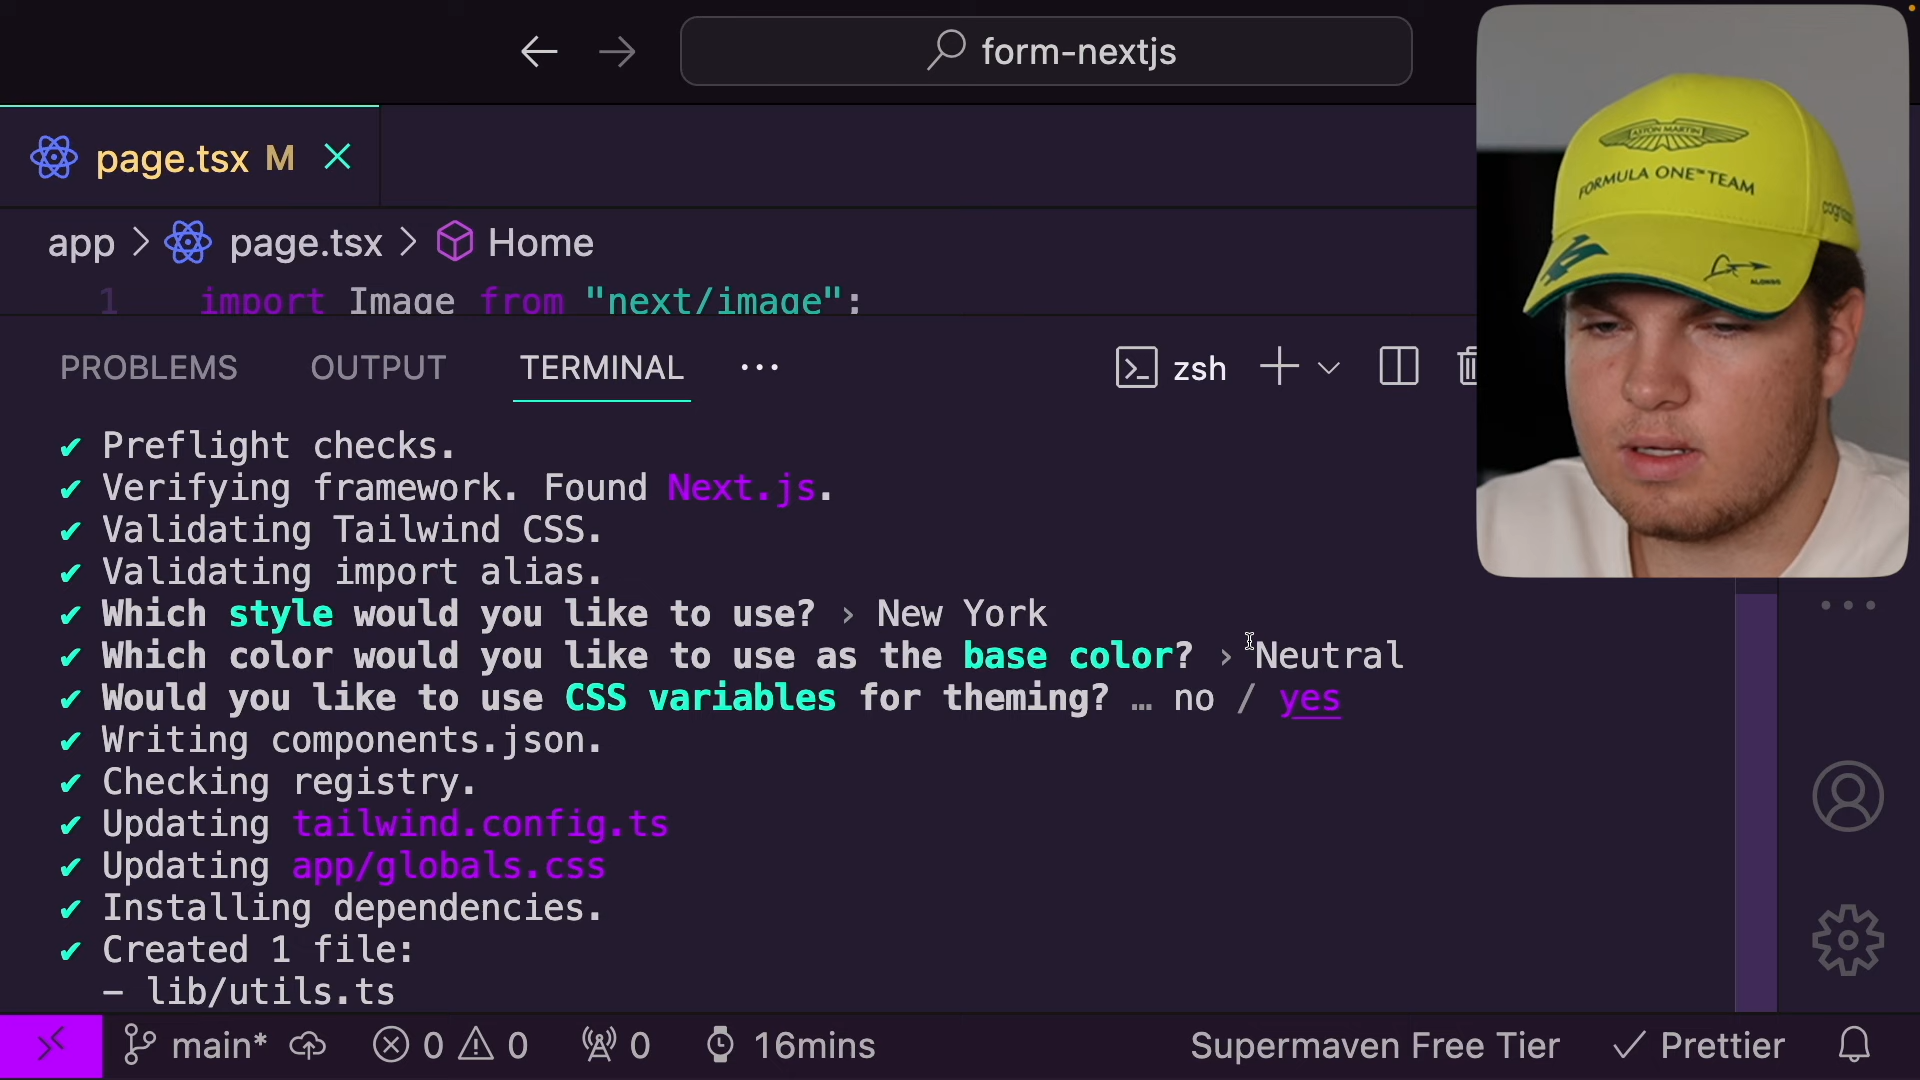 form-nextjs
page.tsx M
app > page.tsx > Home
1 import Image from "next/image";
PROBLEMS OUTPUT TERMINAL ... zsh
✔ Preflight checks.
✔ Verifying framework. Found Next.js.
✔ Validating Tailwind CSS.
✔ Validating import alias.
✔ Which style would you like to use? › New York
✔ Which color would you like to use as the base color? › Neutral
✔ Would you like to use CSS variables for theming? … no / yes
✔ Writing components.json.
✔ Checking registry.
✔ Updating tailwind.config.ts
✔ Updating app/globals.css
✔ Installing dependencies.
✔ Created 1 file:
- lib/utils.ts
main* 0 0 0 16mins Supermaven Free Tier Prettier
ASTON MARTIN
FORMULA ONE™ TEAM
ALONSO